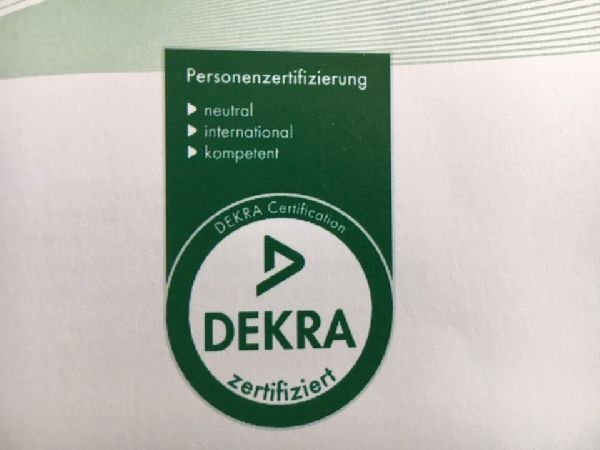 Personenzertifizierung
neutral
international
kompetent
DEKRA Certification
DEKRA
zertifiziert